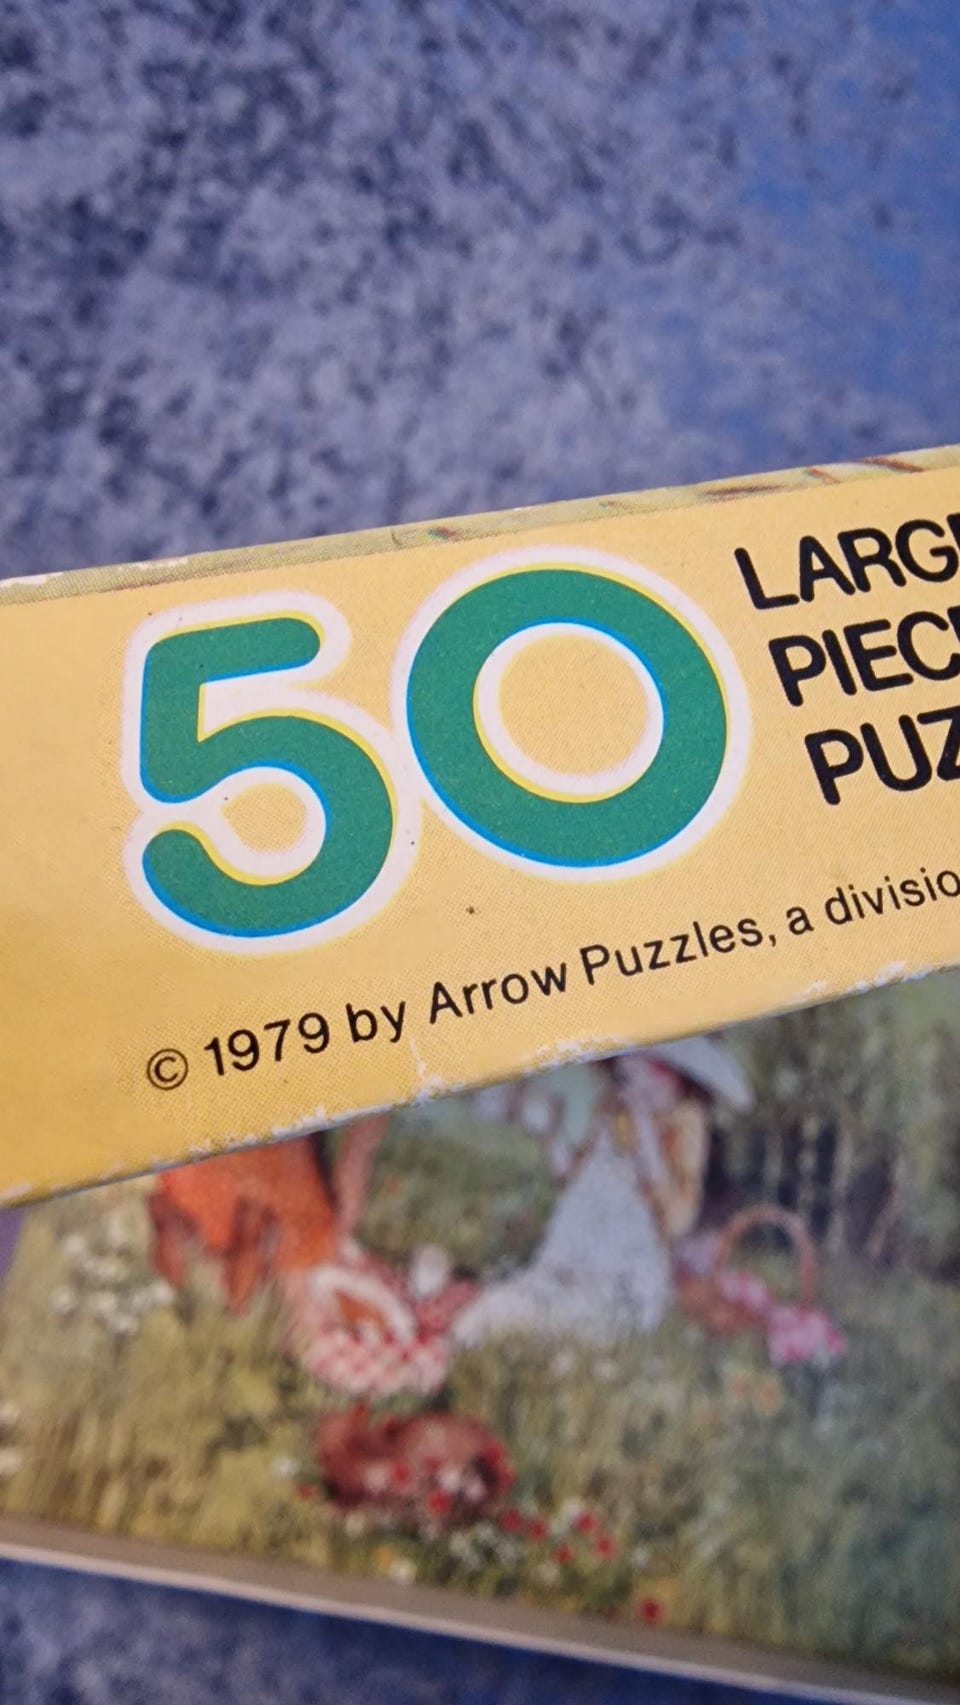 50
LARG
PIEC
PUZ
© 1979 by Arrow Puzzles, a divisio